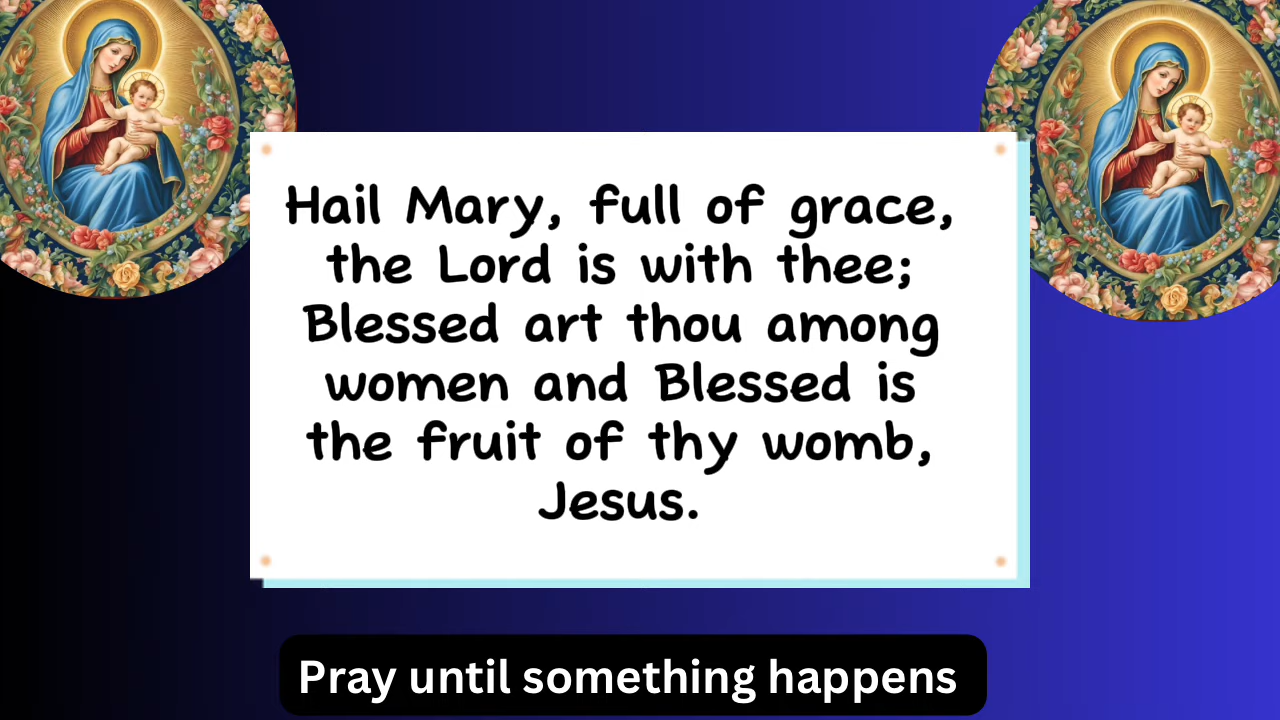 Hail Mary, full of grace,
the Lord is with thee;
Blessed art thou among
women and Blessed is
the fruit of thy womb,
Jesus.
Pray until something happens